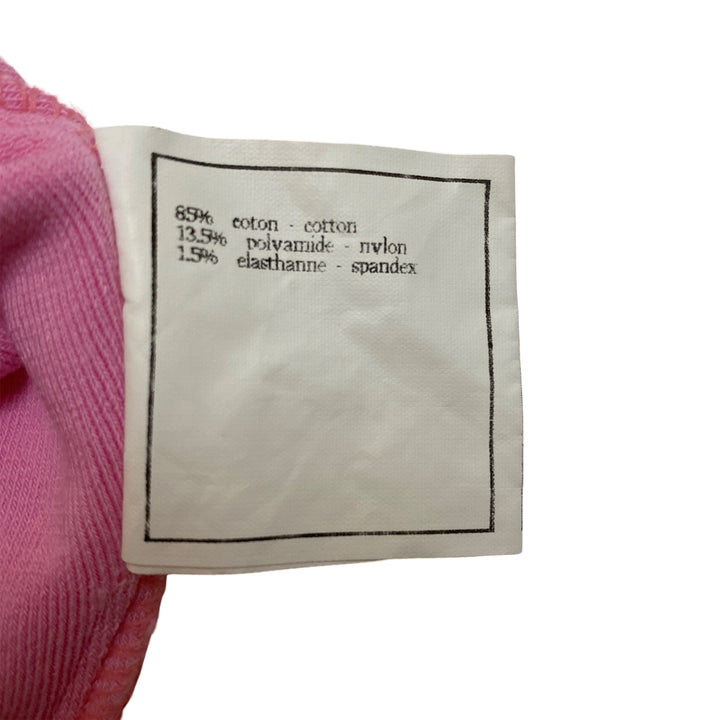 85% coton - cotton
13.5% polyamide - nylon
1.5% elasthanne - spandex